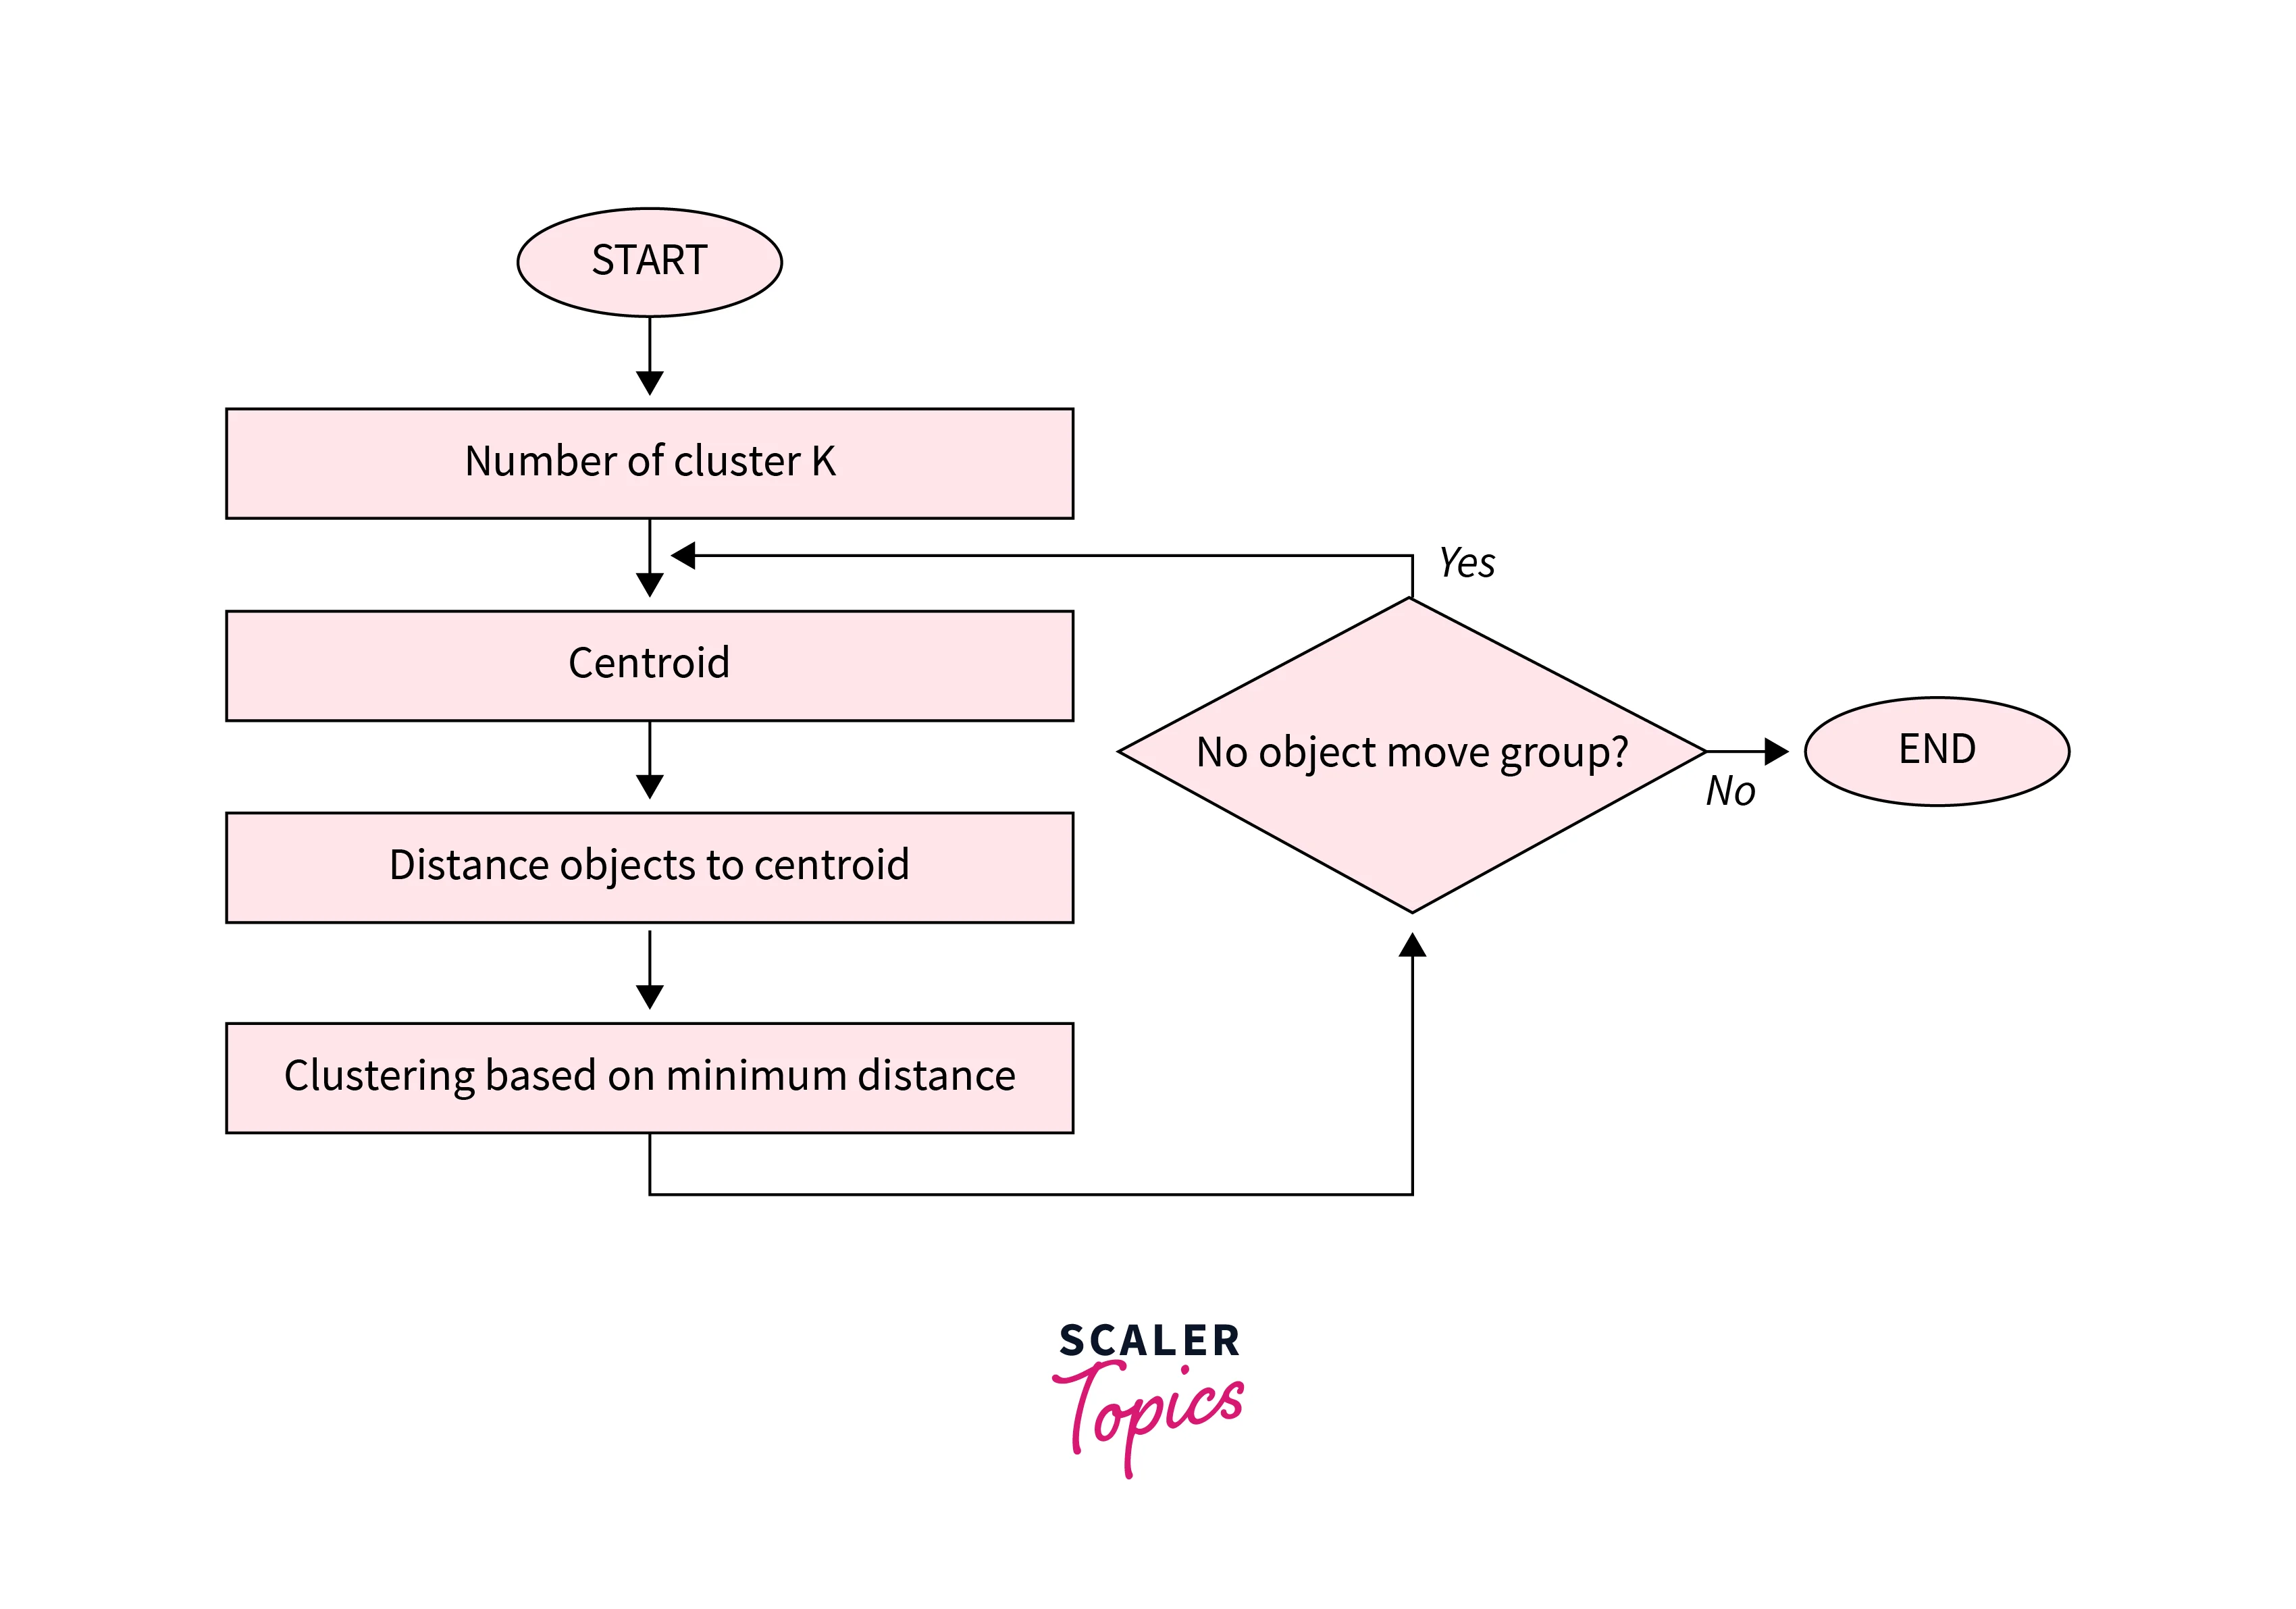 START
Number of cluster K
Centroid
Distance objects to centroid
Clustering based on minimum distance
Yes
No object move group?
No
END
SCALER
Topics